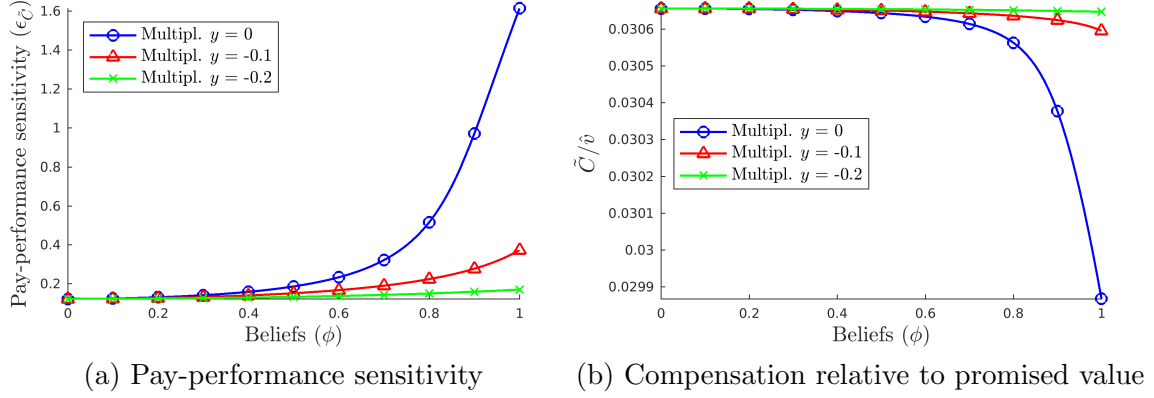 Pay-performance sensitivity (ϵ_C̃)
1.6
1.4
1.2
1
0.8
0.6
0.4
0.2
0 0.2 0.4 0.6 0.8 1
Beliefs (ϕ)
Multipl. y = 0
Multipl. y = -0.1
Multipl. y = -0.2
(a) Pay-performance sensitivity
C̃/v̂
0.0306
0.0305
0.0304
0.0303
0.0302
0.0301
0.03
0.0299
0 0.2 0.4 0.6 0.8 1
Beliefs (ϕ)
Multipl. y = 0
Multipl. y = -0.1
Multipl. y = -0.2
(b) Compensation relative to promised value